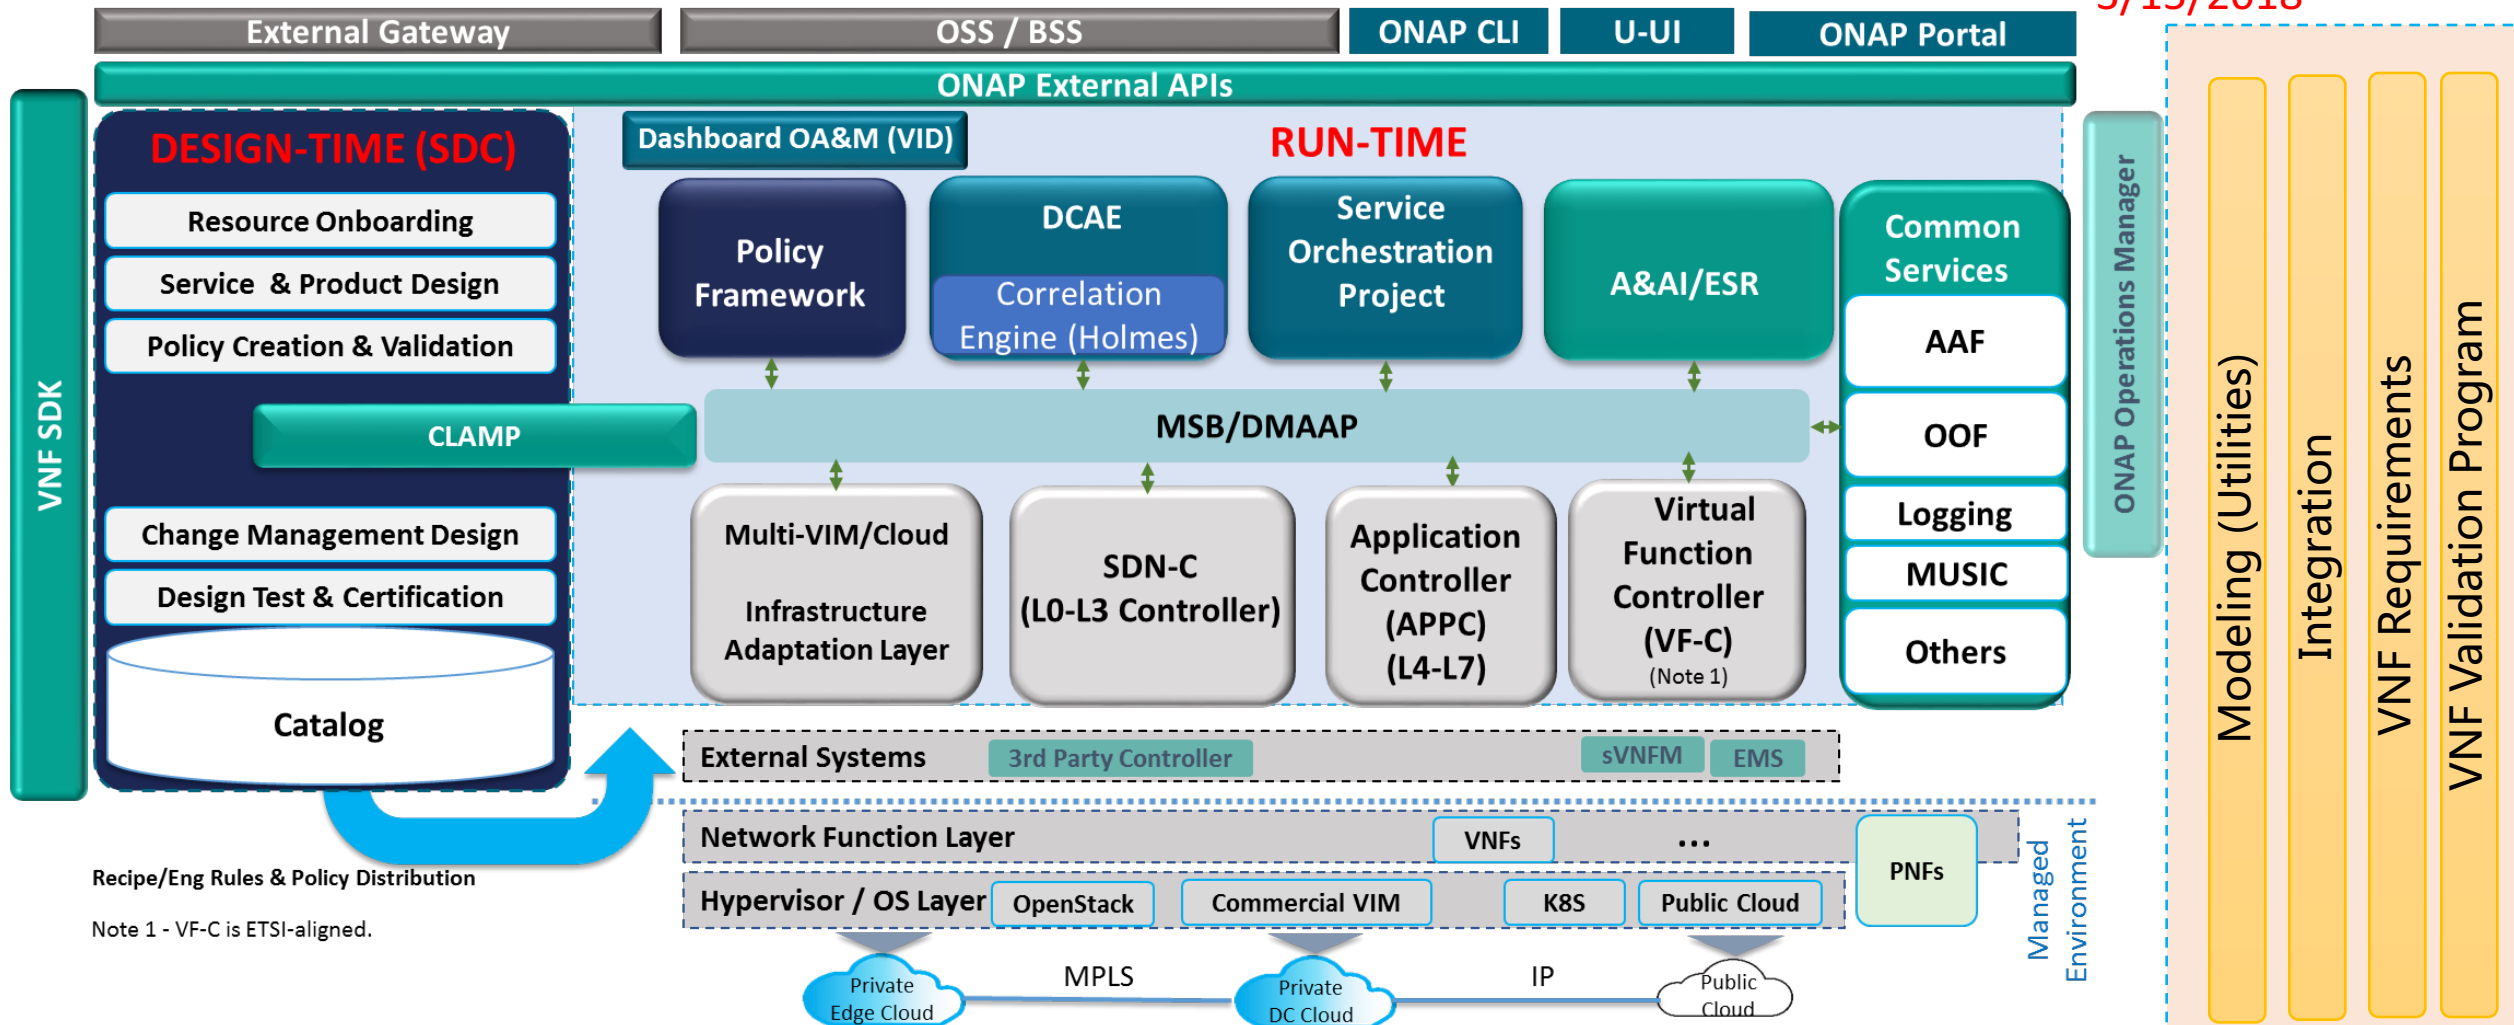 5/15/2018
External Gateway
OSS / BSS
ONAP CLI
U-UI
ONAP Portal
ONAP External APIs
VNF SDK
DESIGN-TIME (SDC)
Resource Onboarding
Service & Product Design
Policy Creation & Validation
CLAMP
Change Management Design
Design Test & Certification
Catalog
Recipe/Eng Rules & Policy Distribution
Note 1 - VF-C is ETSI-aligned.
Dashboard OA&M (VID)
RUN-TIME
Policy
Framework
DCAE
Correlation
Engine (Holmes)
Service
Orchestration
Project
A&AI/ESR
Common
Services
AAF
OOF
Logging
MUSIC
Others
MSB/DMAAP
Multi-VIM/Cloud
Infrastructure
Adaptation Layer
SDN-C
(L0-L3 Controller)
Application
Controller
(APPC)
(L4-L7)
Virtual
Function
Controller
(VF-C)
(Note 1)
External Systems
3rd Party Controller
sVNFM
EMS
Network Function Layer
VNFs
...
PNFs
Hypervisor / OS Layer
OpenStack
Commercial VIM
K8S
Public Cloud
Managed
Environment
Private
Edge Cloud
MPLS
Private
DC Cloud
IP
Public
Cloud
ONAP Operations Manager
Modeling (Utilities)
Integration
VNF Requirements
VNF Validation Program